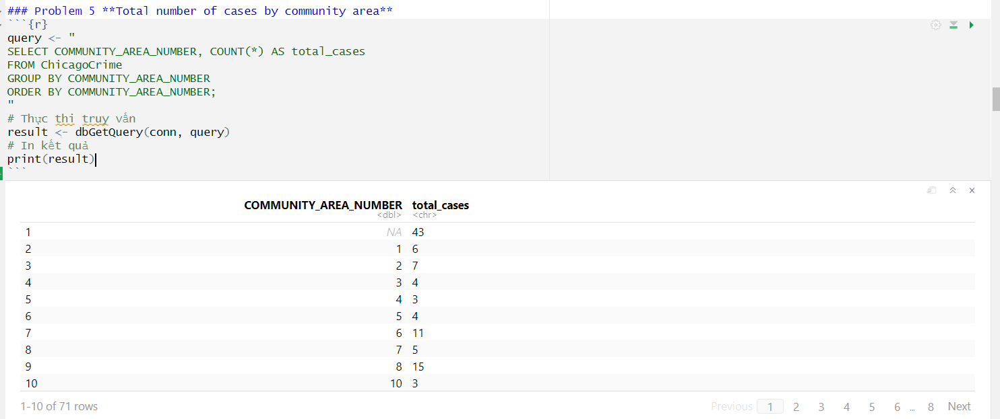 ### Problem 5 **Total number of cases by community area**
```{r}
query <- "
SELECT COMMUNITY_AREA_NUMBER, COUNT(*) AS total_cases
FROM ChicagoCrime
GROUP BY COMMUNITY_AREA_NUMBER
ORDER BY COMMUNITY_AREA_NUMBER;
"
# Thực thi truy vấn
result <- dbGetQuery(conn, query)
# In kết quả
print(result)
```
COMMUNITY_AREA_NUMBER total_cases
<dbl> <chr>
1 NA 43
2 1 6
3 2 7
4 3 4
5 4 3
6 5 4
7 6 11
8 7 5
9 8 15
10 10 3
1-10 of 71 rows Previous 1 2 3 4 5 6 ... 8 Next